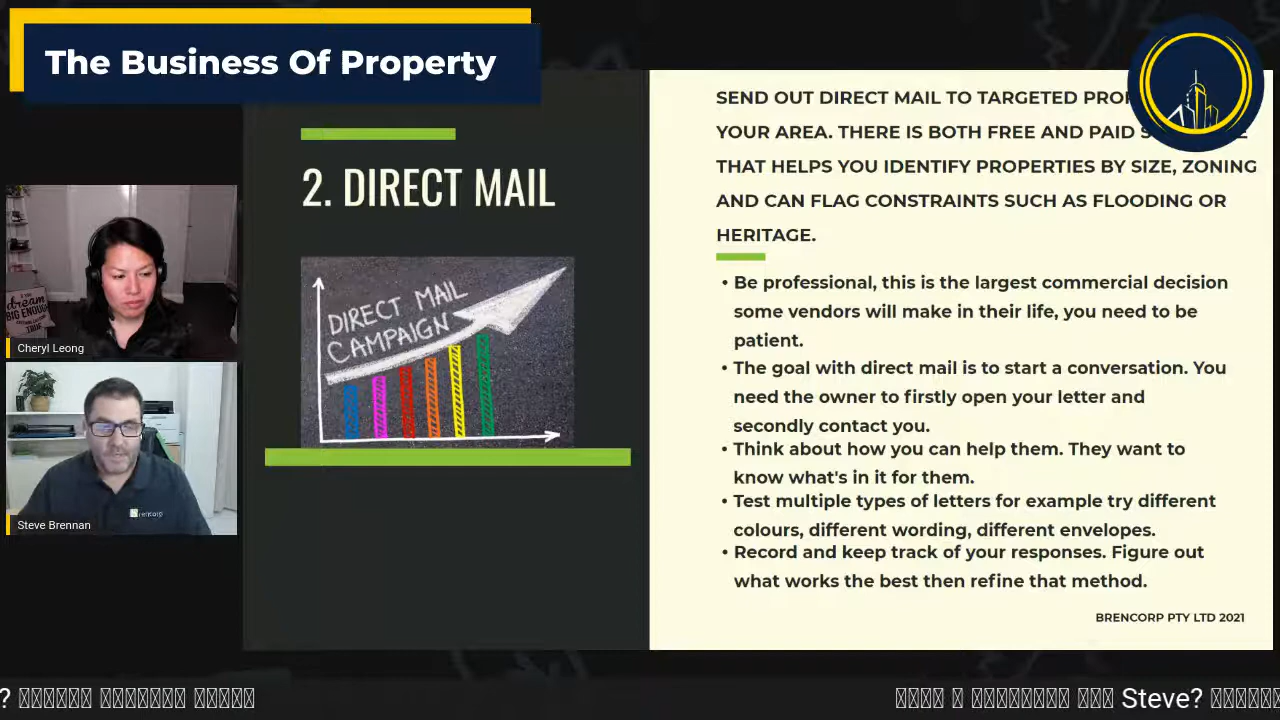 The Business Of Property
2. DIRECT MAIL
DIRECT MAIL
CAMPAIGN
SEND OUT DIRECT MAIL TO TARGETED
YOUR AREA. THERE IS BOTH FREE AND PAID
THAT HELPS YOU IDENTIFY PROPERTIES BY SIZE, ZONING
AND CAN FLAG CONSTRAINTS SUCH AS FLOODING OR
HERITAGE.
• Be professional, this is the largest commercial decision
some vendors will make in their life, you need to be
patient.
• The goal with direct mail is to start a conversation. You
need the owner to firstly open your letter and
secondly contact you.
• Think about how you can help them. They want to
know what's in it for them.
• Test multiple types of letters for example try different
colours, different wording, different envelopes.
• Record and keep track of your responses. Figure out
what works the best then refine that method.
BRENCORP PTY LTD 2021
dream
BIG ENOUGH
Cheryl Leong
Steve Brennan
Steve?